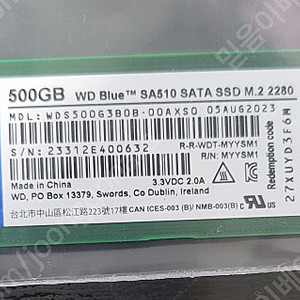 500GB WD Blue™ SA510 SATA SSD M.2 2280
MDL: WDS500G3B0B-00AXS0 05AUG2023
S/N: 23312E400632
R-R-WDT-MYYSM1
R/N: MYYSM1
Made in China 3.3VDC 2.0A
WD, PO Box 13379, Swords, Co Dublin, Ireland
台北市中山區松江路223號17樓 CAN ICES-003 (B)/ NMB-003(B)
Redemption code
27XUYD3F6M